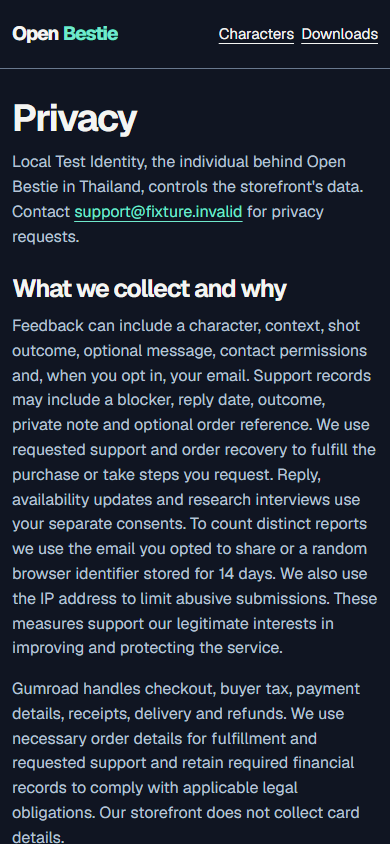 Open Bestie
Characters Downloads
Privacy
Local Test Identity, the individual behind Open
Bestie in Thailand, controls the storefront's data.
Contact support@fixture.invalid for privacy
requests.
What we collect and why
Feedback can include a character, context, shot
outcome, optional message, contact permissions
and, when you opt in, your email. Support records
may include a blocker, reply date, outcome,
private note and optional order reference. We use
requested support and order recovery to fulfill the
purchase or take steps you request. Reply,
availability updates and research interviews use
your separate consents. To count distinct reports
we use the email you opted to share or a random
browser identifier stored for 14 days. We also use
the IP address to limit abusive submissions. These
measures support our legitimate interests in
improving and protecting the service.
Gumroad handles checkout, buyer tax, payment
details, receipts, delivery and refunds. We use
necessary order details for fulfillment and
requested support and retain required financial
records to comply with applicable legal
obligations. Our storefront does not collect card
details.